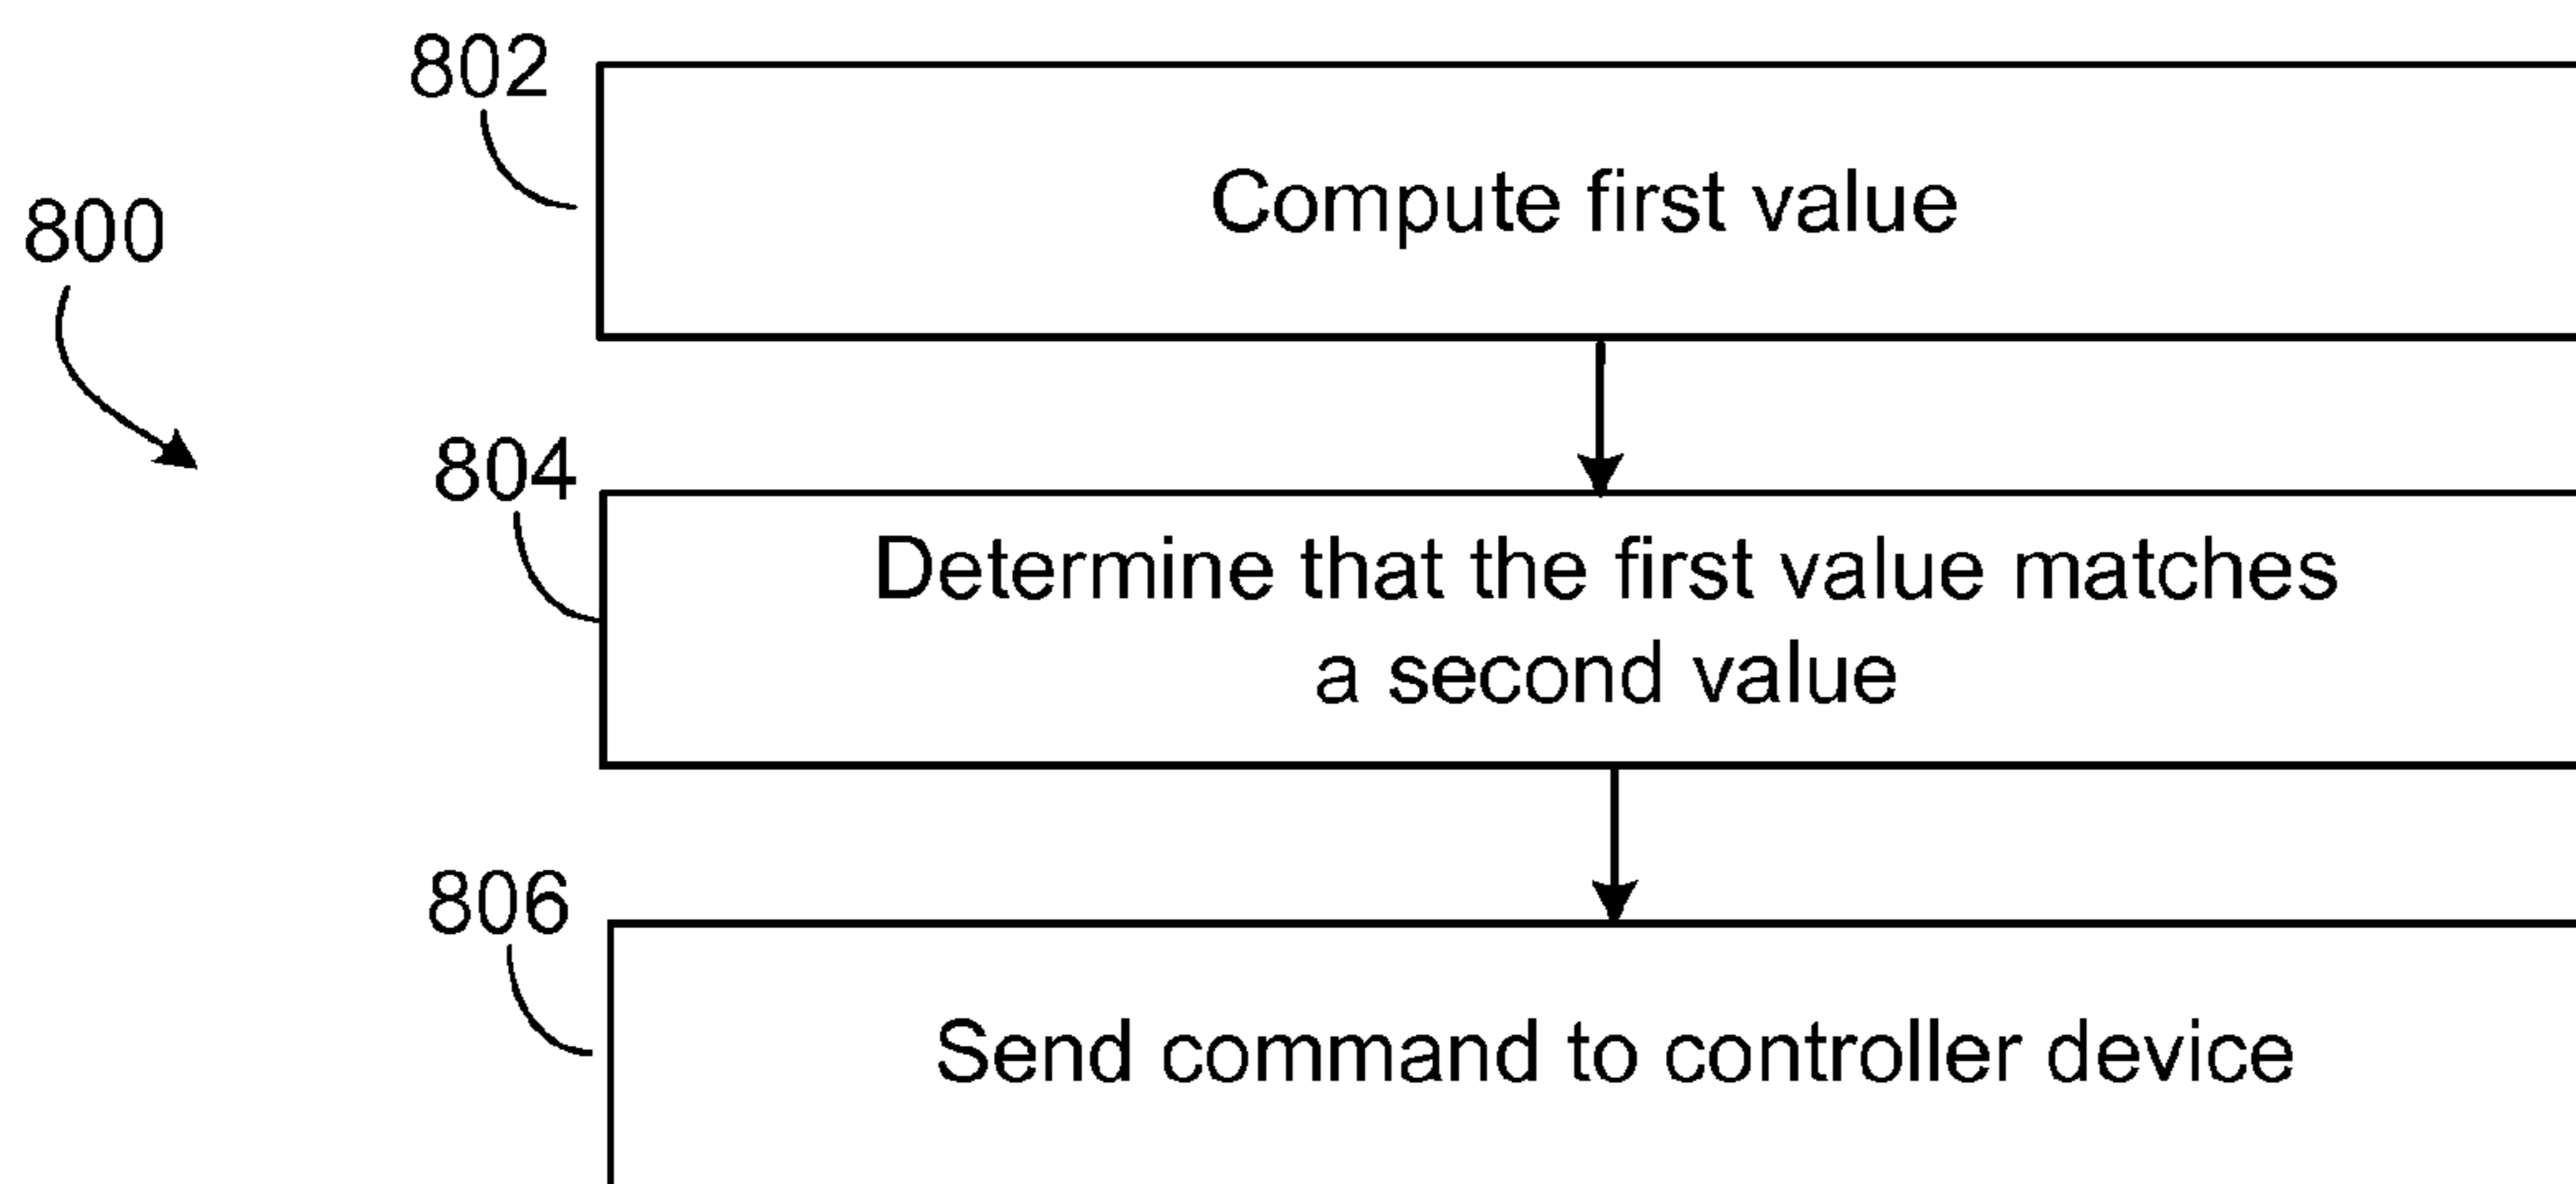 802
Compute first value
800
804
Determine that the first value matches
a second value
806
Send command to controller device